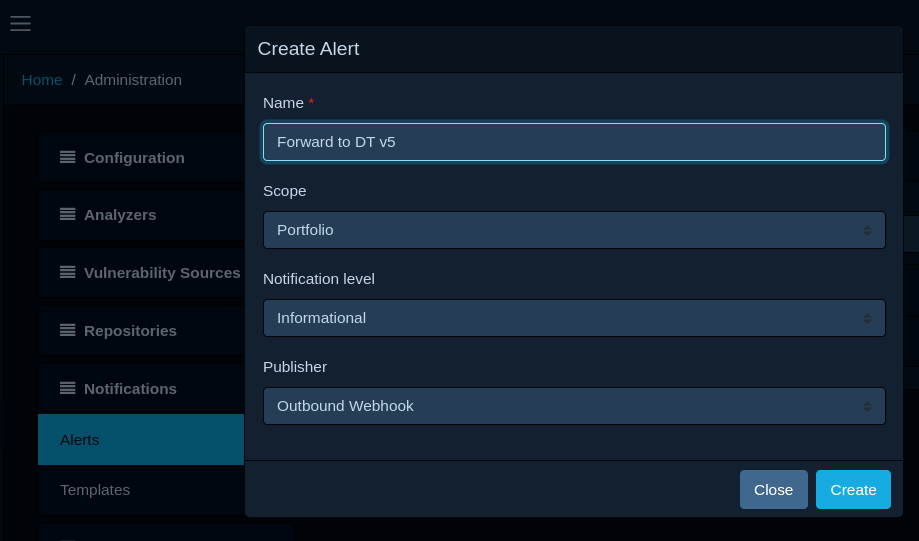 Create Alert
Home / Administration
Name *
Forward to DT v5
Configuration
Scope
Analyzers
Portfolio
Vulnerability Sources
Notification level
Informational
Repositories
Publisher
Notifications
Outbound Webhook
Alerts
Templates
Close Create